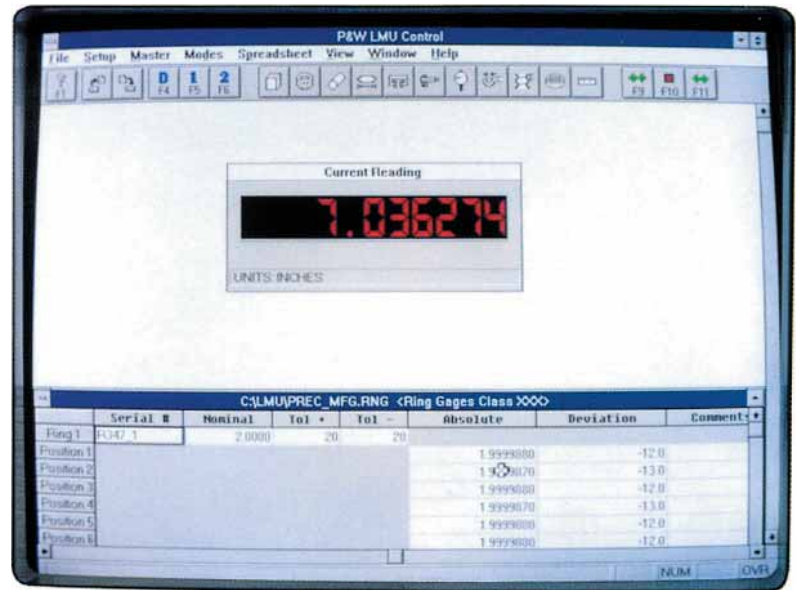 P&W LMU Control
File Setup Master Modes Spreadsheet View Window Help
F1 D F4 1 F5 2 F6 F9 F10 F11
Current Reading
7.036274
UNITS: INCHES
C:\LMU\PREC_MFG.RNG <Ring Gages Class XXX>
Serial # Nominal Tol + Tol - Absolute Deviation Comments
Ring 1 R347_1 2.0000 20 20
Position 1 1.9999880 -12.0
Position 2 -13.0
Position 3 1.9999880 -12.0
Position 4 1.9999870 -13.0
Position 5 1.9999880 -12.0
Position 6 1.9999880 -12.0
NUM OVR